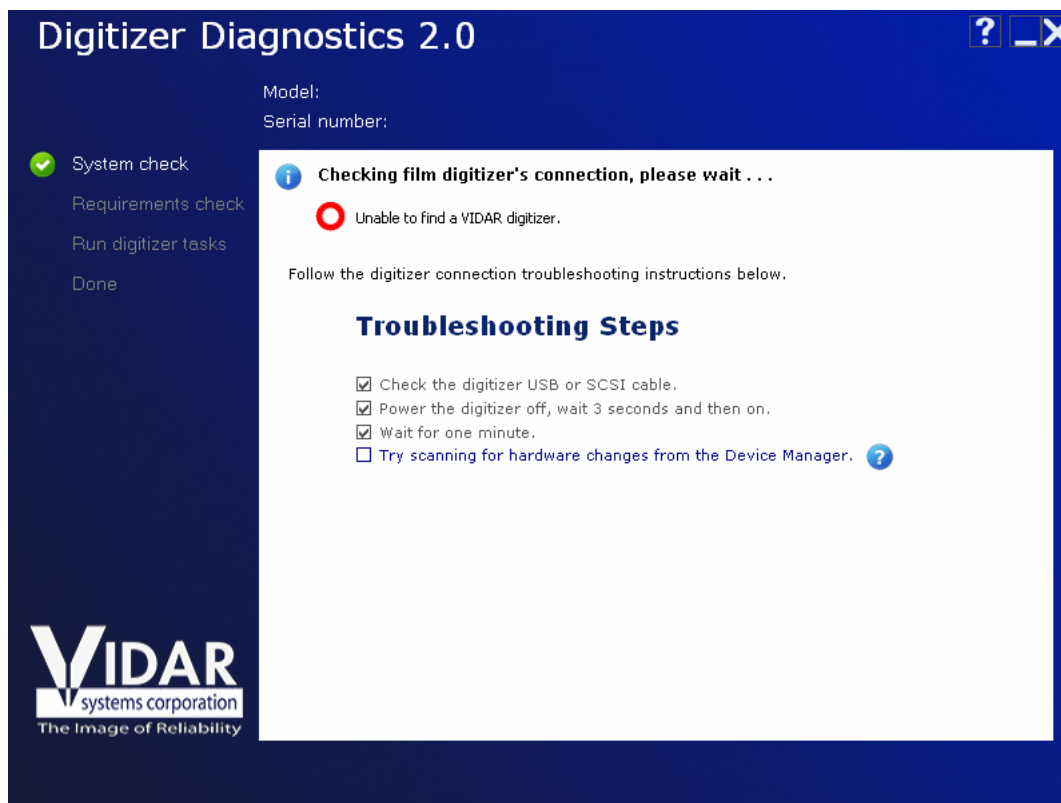 Digitizer Diagnostics 2.0
? _ X
Model:
Serial number:
System check
Requirements check
Run digitizer tasks
Done
i Checking film digitizer's connection, please wait . . .
Unable to find a VIDAR digitizer.
Follow the digitizer connection troubleshooting instructions below.
Troubleshooting Steps
Check the digitizer USB or SCSI cable.
Power the digitizer off, wait 3 seconds and then on.
Wait for one minute.
Try scanning for hardware changes from the Device Manager. ?
VIDAR
systems corporation
The Image of Reliability